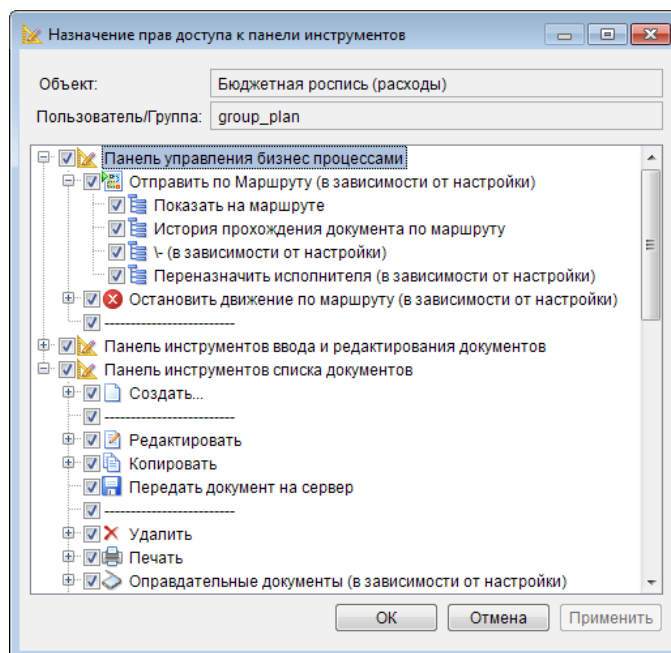 Назначение прав доступа к панели инструментов
Объект: Бюджетная роспись (расходы)
Пользователь/Группа: group_plan
Панель управления бизнес процессами
Отправить по Маршруту (в зависимости от настройки)
Показать на маршруте
История прохождения документа по маршруту
\- (в зависимости от настройки)
Переназначить исполнителя (в зависимости от настройки)
Остановить движение по маршруту (в зависимости от настройки)
-------------------------
Панель инструментов ввода и редактирования документов
Панель инструментов списка документов
Создать...
-------------------------
Редактировать
Копировать
Передать документ на сервер
-------------------------
Удалить
Печать
Оправдательные документы (в зависимости от настройки)
ОК Отмена Применить